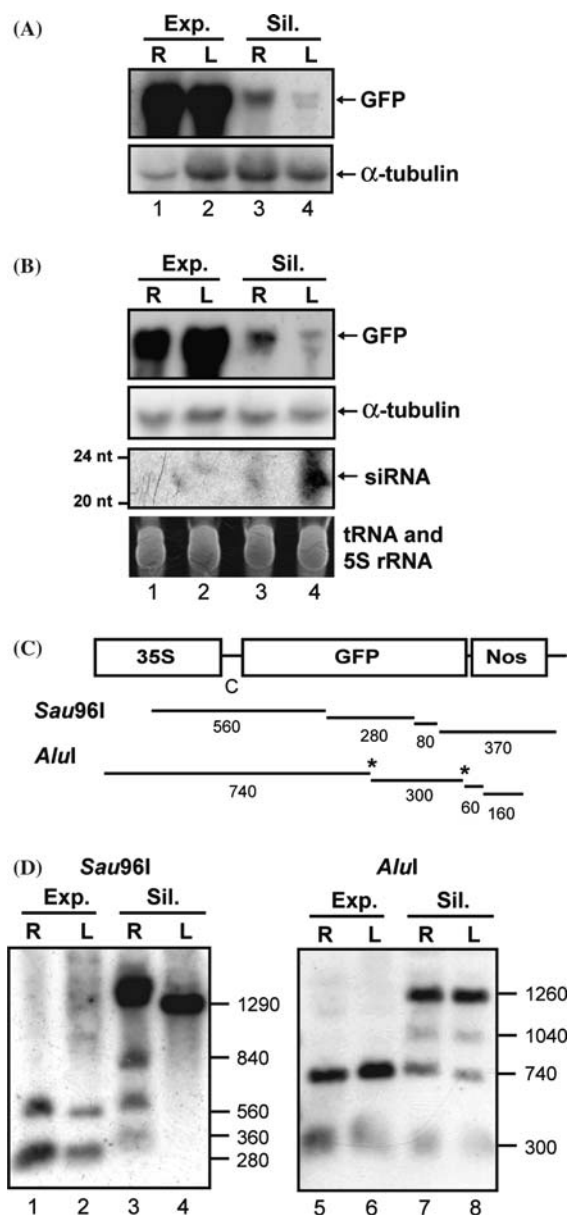 (A)
Exp. Sil.
R L R L
GFP
α-tubulin
1 2 3 4
(B)
Exp. Sil.
R L R L
GFP
α-tubulin
24 nt
siRNA
20 nt
tRNA and
5S rRNA
1 2 3 4
(C)
35S GFP Nos
C
Sau96I
560 280 80 370
AluI
* *
740 300 60 160
(D)
Sau96I AluI
Exp. Sil. Exp. Sil.
R L R L R L R L
1290 1260
1040
840
740
560
360
300
280
1 2 3 4 5 6 7 8